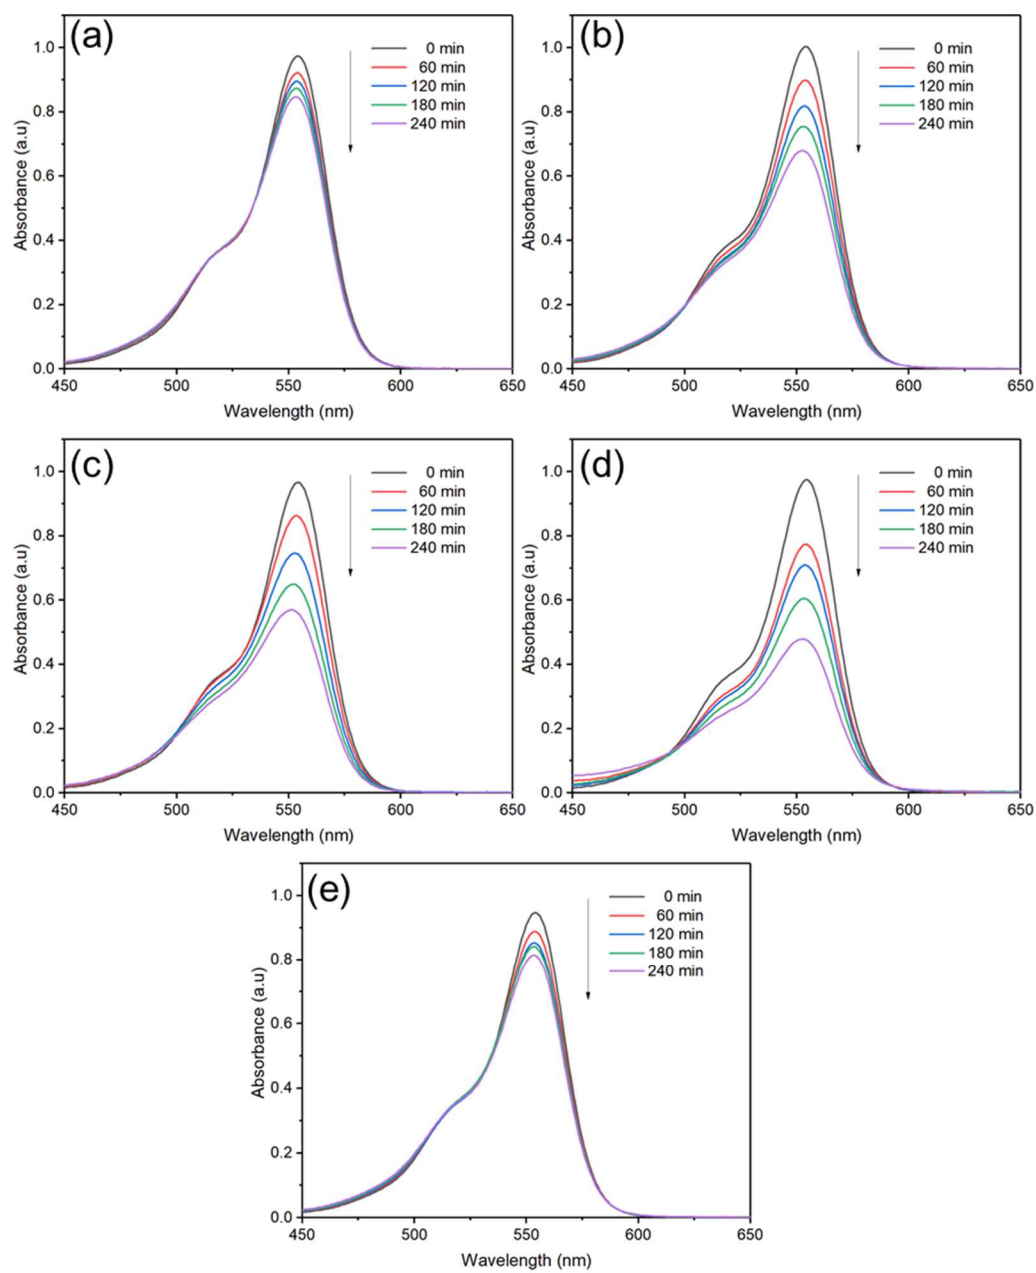 (a)
0 min
60 min
120 min
180 min
240 min
1.0
0.8
0.6
0.4
0.2
0.0
Absorbance (a.u)
450 500 550 600 650
Wavelength (nm)
(b)
0 min
60 min
120 min
180 min
240 min
1.0
0.8
0.6
0.4
0.2
0.0
Absorbance (a.u)
450 500 550 600 650
Wavelength (nm)
(c)
0 min
60 min
120 min
180 min
240 min
1.0
0.8
0.6
0.4
0.2
0.0
Absorbance (a.u)
450 500 550 600 650
Wavelength (nm)
(d)
0 min
60 min
120 min
180 min
240 min
1.0
0.8
0.6
0.4
0.2
0.0
Absorbance (a.u)
450 500 550 600 650
Wavelength (nm)
(e)
0 min
60 min
120 min
180 min
240 min
1.0
0.8
0.6
0.4
0.2
0.0
Absorbance (a.u)
450 500 550 600 650
Wavelength (nm)